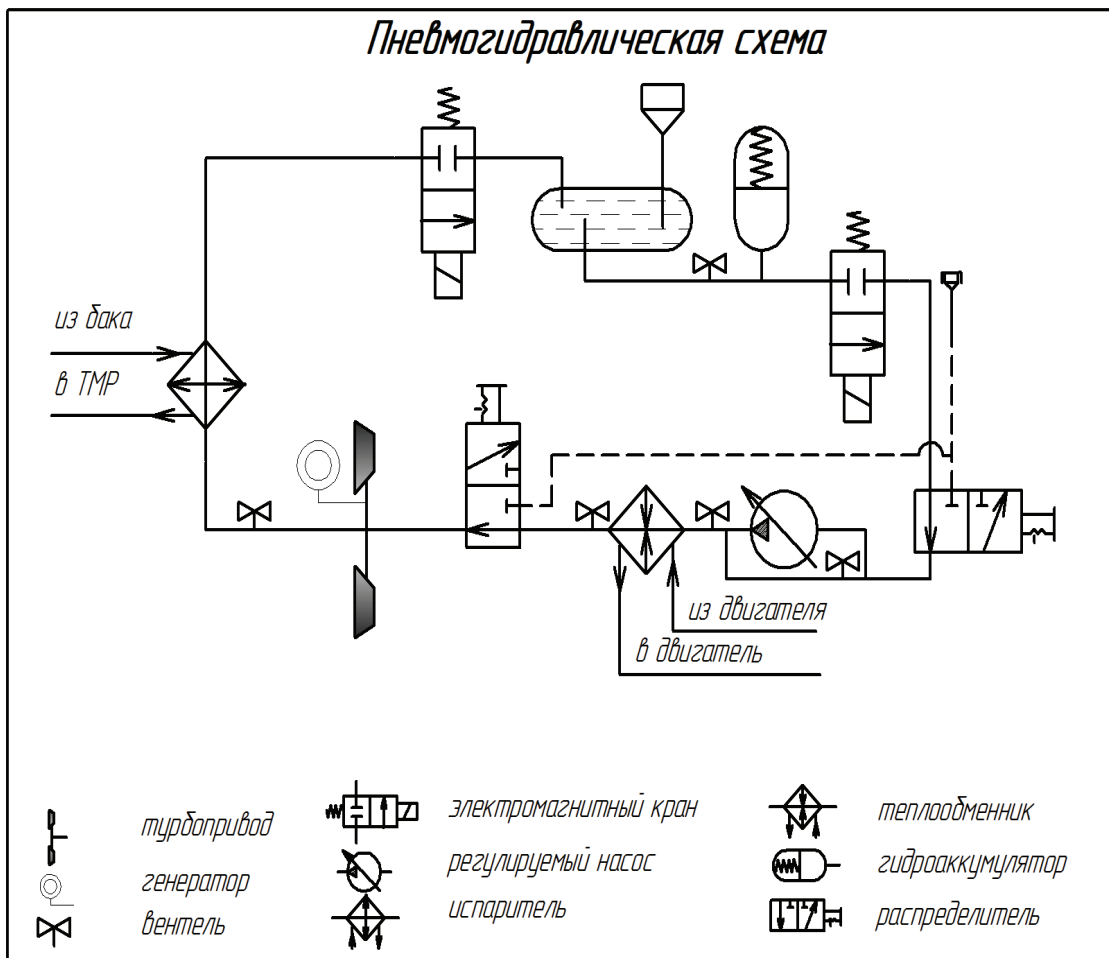 Пневмогидравлическая схема
из бака
в ТМР
из двигателя
в двигатель
турбопривод
генератор
вентель
электромагнитный кран
регулируемый насос
испаритель
теплообменник
гидроаккумулятор
распределитель